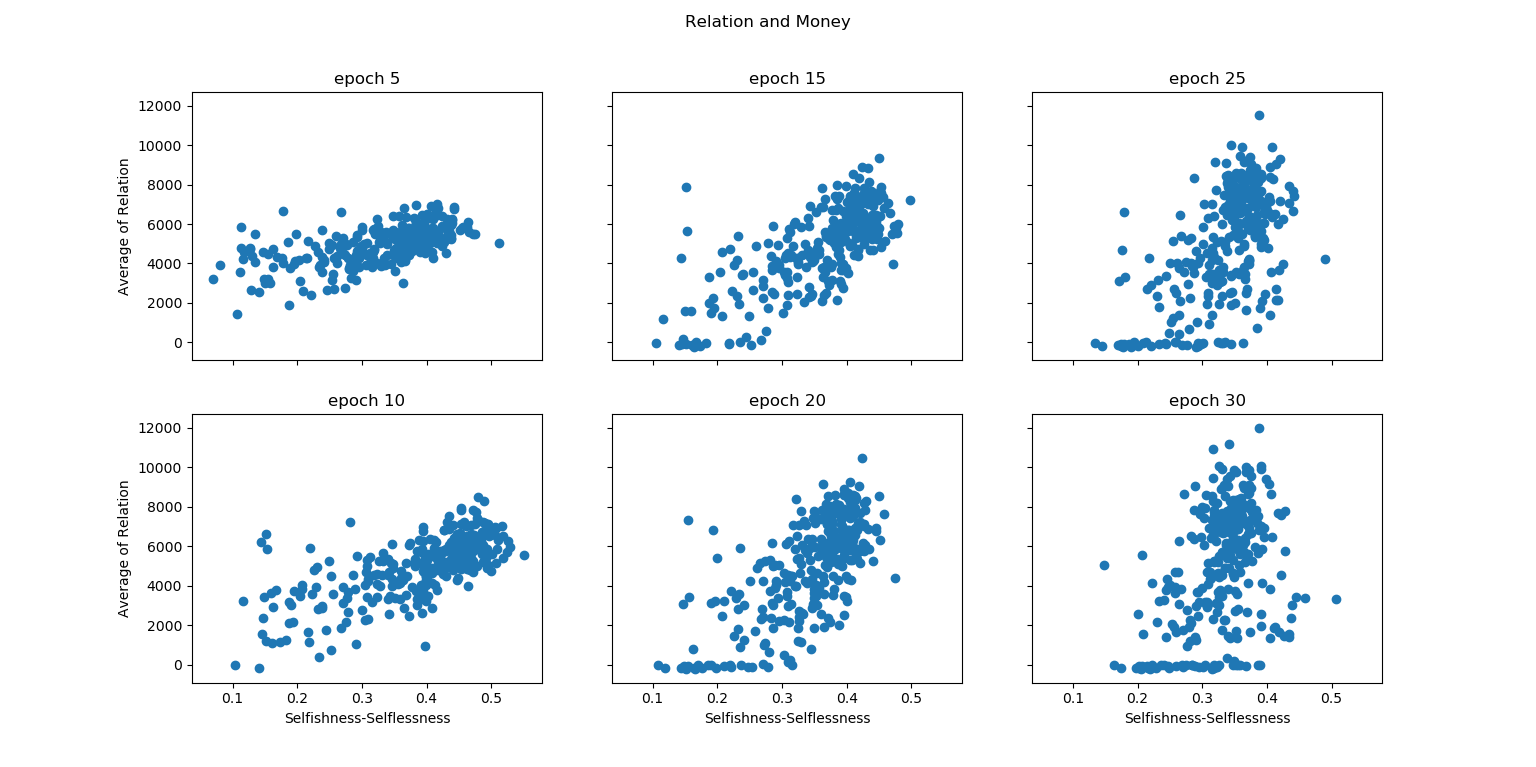 Relation and Money
epoch 5
epoch 15
epoch 25
12000
10000
8000
6000
4000
2000
0
Average of Relation
epoch 10
epoch 20
epoch 30
12000
10000
8000
6000
4000
2000
0
Average of Relation
0.1 0.2 0.3 0.4 0.5
0.1 0.2 0.3 0.4 0.5
0.1 0.2 0.3 0.4 0.5
Selfishness-Selflessness
Selfishness-Selflessness
Selfishness-Selflessness